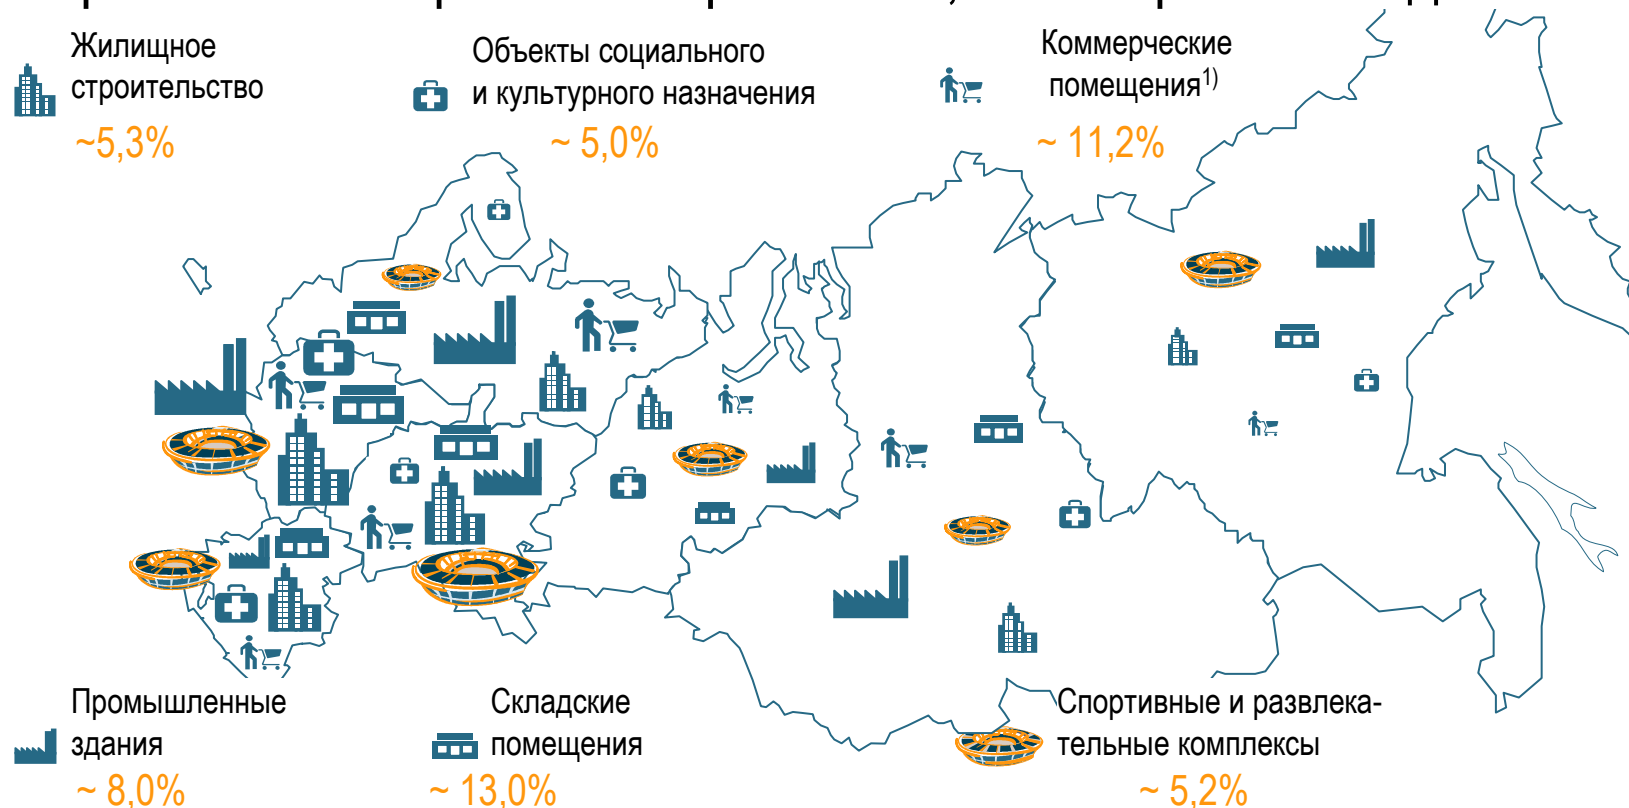 Жилищное
строительство
~5,3%
Объекты социального
и культурного назначения
~ 5,0%
Коммерческие
помещения¹⁾
~ 11,2%
Промышленные
здания
~ 8,0%
Складские
помещения
~ 13,0%
Спортивные и развлека-
тельные комплексы
~ 5,2%